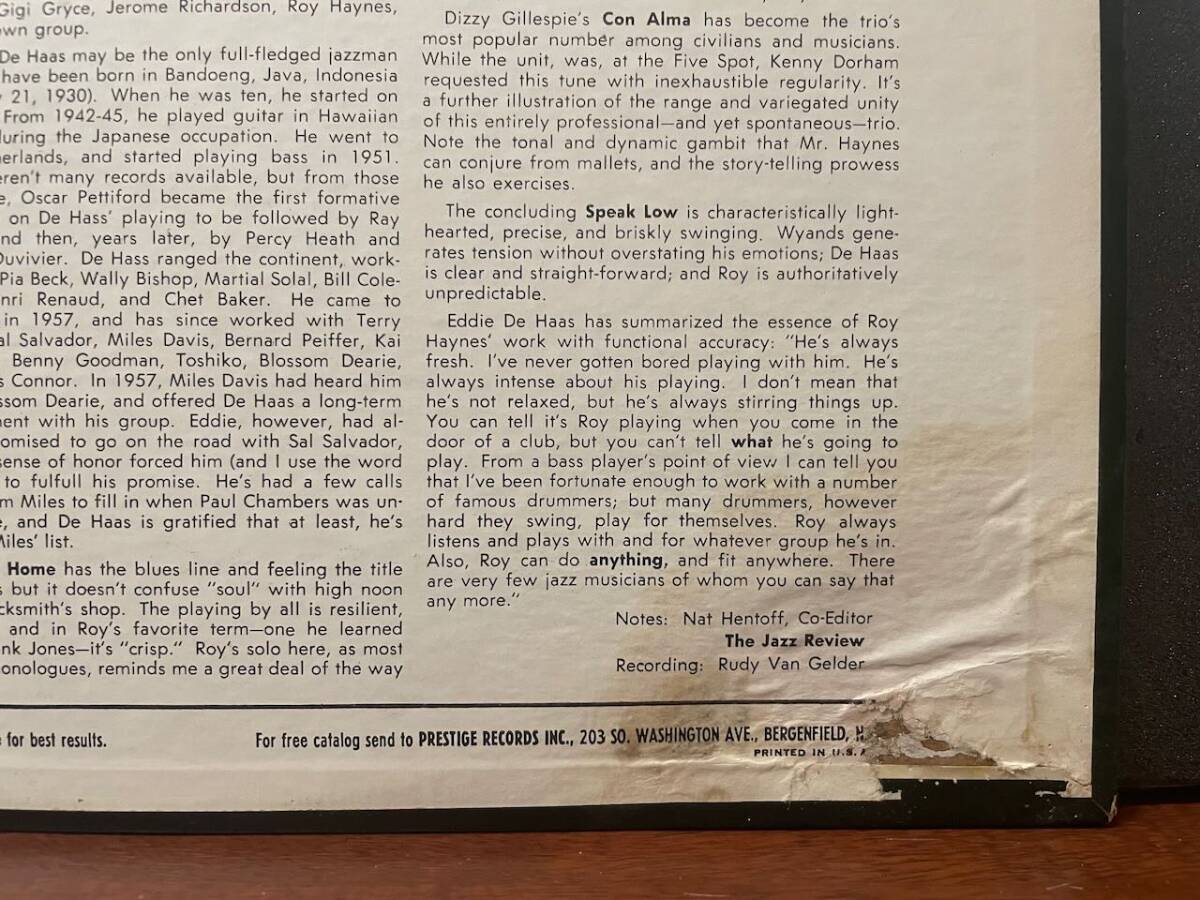 Gigi Gryce, Jerome Richardson, Roy Haynes,
own group.
De Haas may be the only full-fledged jazzman
have been born in Bandoeng, Java, Indonesia
21, 1930). When he was ten, he started on
From 1942-45, he played guitar in Hawaiian
during the Japanese occupation. He went to
erlands, and started playing bass in 1951.
eren't many records available, but from those
e, Oscar Pettiford became the first formative
on De Hass' playing to be followed by Ray
nd then, years later, by Percy Heath and
Duvivier. De Hass ranged the continent, work-
Pia Beck, Wally Bishop, Martial Solal, Bill Cole-
nri Renaud, and Chet Baker. He came to
in 1957, and has since worked with Terry
al Salvador, Miles Davis, Bernard Peiffer, Kai
Benny Goodman, Toshiko, Blossom Dearie,
s Connor. In 1957, Miles Davis had heard him
ssom Dearie, and offered De Haas a long-term
ent with his group. Eddie, however, had al-
omised to go on the road with Sal Salvador,
sense of honor forced him (and I use the word
to fulfull his promise. He's had a few calls
m Miles to fill in when Paul Chambers was un-
e, and De Haas is gratified that at least, he's
Miles' list.
Home has the blues line and feeling the title
s but it doesn't confuse "soul" with high noon
cksmith's shop. The playing by all is resilient,
and in Roy's favorite term—one he learned
nk Jones—it's "crisp." Roy's solo here, as most
onologues, reminds me a great deal of the way
Dizzy Gillespie's Con Alma has become the trio's
most popular number among civilians and musicians.
While the unit, was, at the Five Spot, Kenny Dorham
requested this tune with inexhaustible regularity. It's
a further illustration of the range and variegated unity
of this entirely professional—and yet spontaneous—trio.
Note the tonal and dynamic gambit that Mr. Haynes
can conjure from mallets, and the story-telling prowess
he also exercises.
The concluding Speak Low is characteristically light-
hearted, precise, and briskly swinging. Wyands gene-
rates tension without overstating his emotions; De Haas
is clear and straight-forward; and Roy is authoritatively
unpredictable.
Eddie De Haas has summarized the essence of Roy
Haynes' work with functional accuracy: "He's always
fresh. I've never gotten bored playing with him. He's
always intense about his playing. I don't mean that
he's not relaxed, but he's always stirring things up.
You can tell it's Roy playing when you come in the
door of a club, but you can't tell what he's going to
play. From a bass player's point of view I can tell you
that I've been fortunate enough to work with a number
of famous drummers; but many drummers, however
hard they swing, play for themselves. Roy always
listens and plays with and for whatever group he's in.
Also, Roy can do anything, and fit anywhere. There
are very few jazz musicians of whom you can say that
any more."
Notes: Nat Hentoff, Co-Editor
The Jazz Review
Recording: Rudy Van Gelder
for best results.
For free catalog send to PRESTIGE RECORDS INC., 203 SO. WASHINGTON AVE., BERGENFIELD, N
PRINTED IN U.S.A